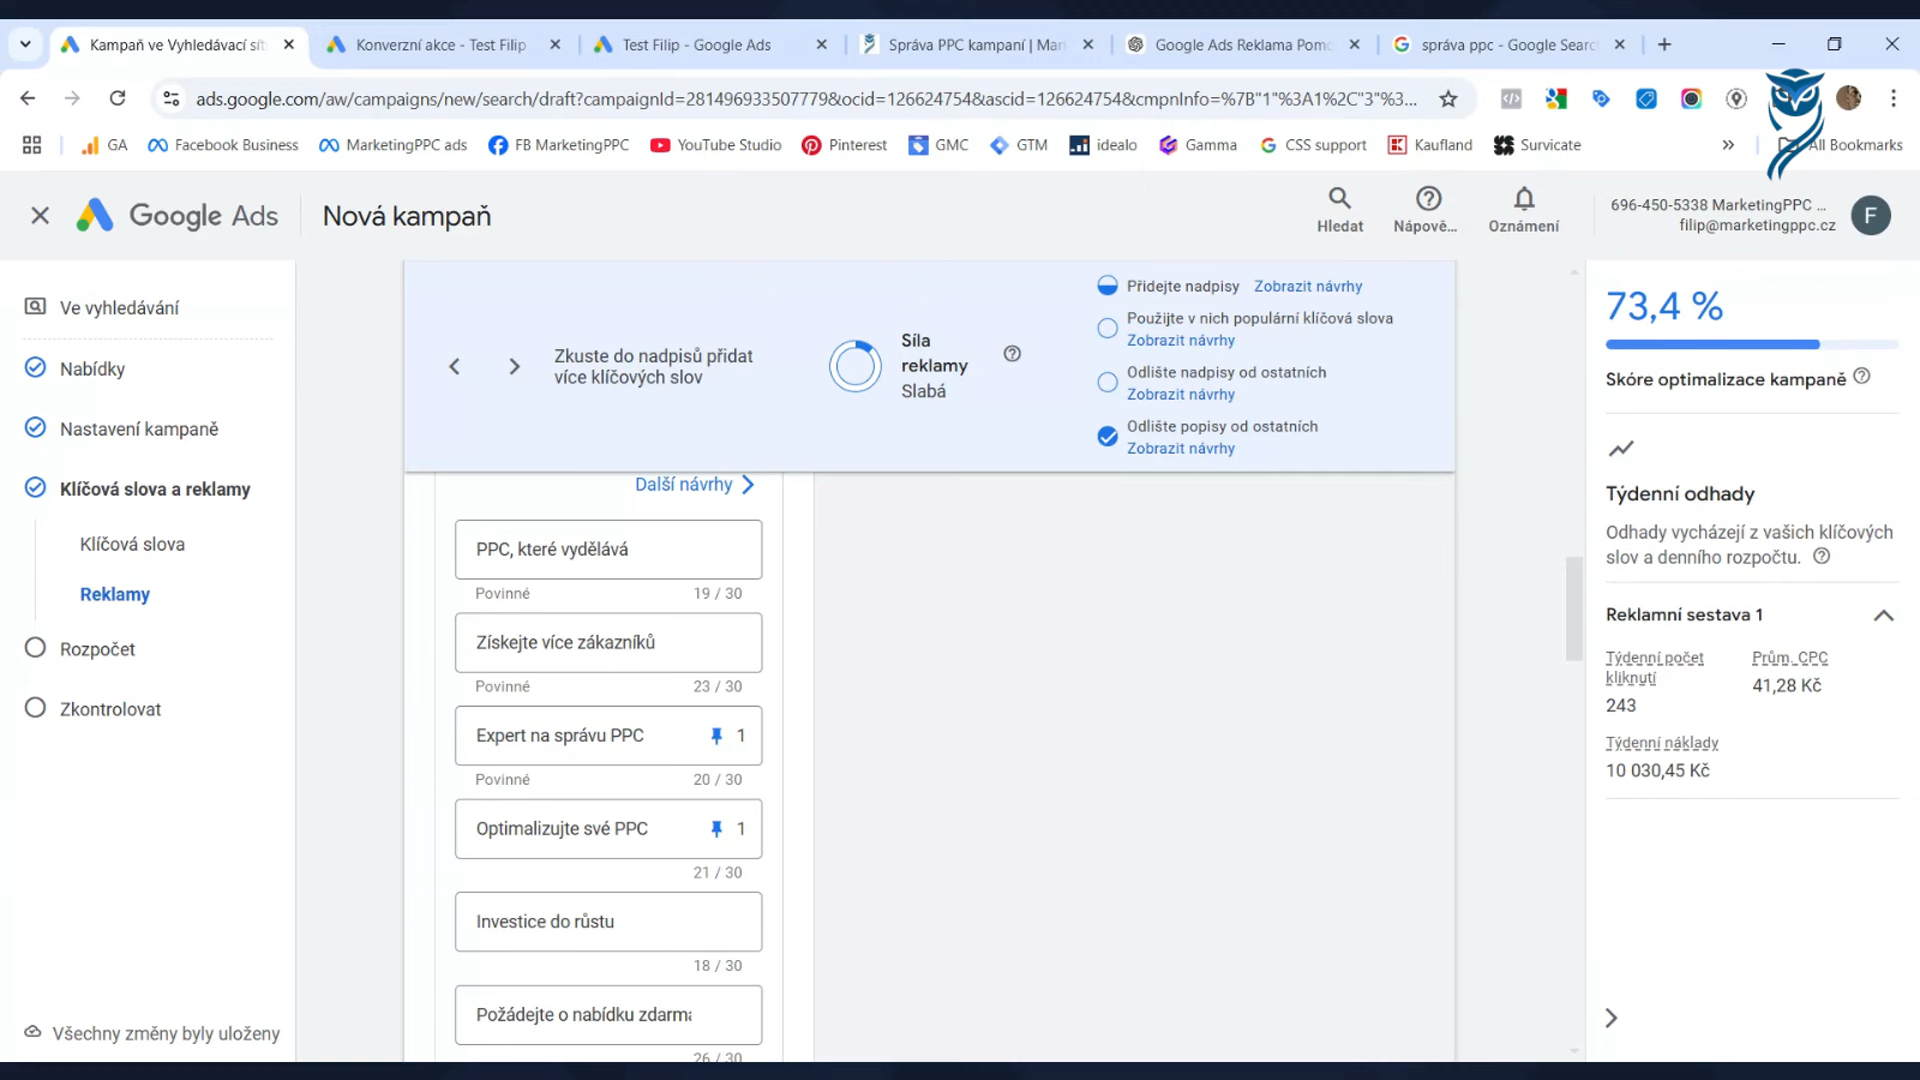 Kampaň ve Vyhledávací sít
Konverzní akce - Test Filip
Test Filip - Google Ads
Správa PPC kampaní | Mar
Google Ads Reklama Pomo
správa ppc - Google Searc
ads.google.com/aw/campaigns/new/search/draft?campaignId=281496933507779&ocid=126624754&ascid=126624754&cmpnInfo=%7B"1"%3A1%2C"3"%3...
GA
Facebook Business
MarketingPPC ads
FB MarketingPPC
YouTube Studio
Pinterest
GMC
GTM
idealo
Gamma
CSS support
Kaufland
Survicate
All Bookmarks
Google Ads
Nová kampaň
Hledat
Nápově...
Oznámení
696-450-5338 MarketingPPC ...
filip@marketingppc.cz
F
Ve vyhledávání
Nabídky
Nastavení kampaně
Klíčová slova a reklamy
Klíčová slova
Reklamy
Rozpočet
Zkontrolovat
Všechny změny byly uloženy
Zkuste do nadpisů přidat
více klíčových slov
Síla
reklamy
Slabá
Přidejte nadpisy Zobrazit návrhy
Použijte v nich populární klíčová slova
Zobrazit návrhy
Odlište nadpisy od ostatních
Zobrazit návrhy
Odlište popisy od ostatních
Zobrazit návrhy
Další návrhy
PPC, které vydělává
Povinné 19 / 30
Získejte více zákazníků
Povinné 23 / 30
Expert na správu PPC 1
Povinné 20 / 30
Optimalizujte své PPC 1
21 / 30
Investice do růstu
18 / 30
Požádejte o nabídku zdarma
26 / 30
73,4 %
Skóre optimalizace kampaně
Týdenní odhady
Odhady vycházejí z vašich klíčových
slov a denního rozpočtu.
Reklamní sestava 1
Týdenní počet
kliknutí
243
Prům. CPC
41,28 Kč
Týdenní náklady
10 030,45 Kč